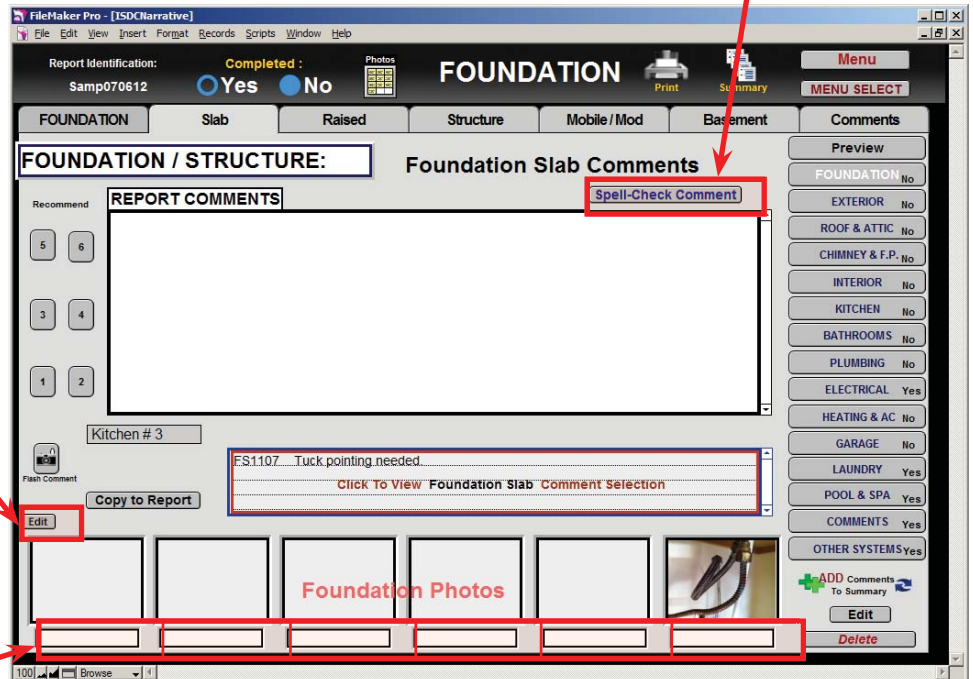 FileMaker Pro - [ISDCNarrative]
File Edit View Insert Format Records Scripts Window Help
Report Identification:
Samp070612
Completed :
Yes No
Photos
FOUNDATION
Print
Summary
Menu
MENU SELECT
FOUNDATION Slab Raised Structure Mobile / Mod Basement Comments
FOUNDATION / STRUCTURE:
Foundation Slab Comments
Spell-Check Comment
Recommend
REPORT COMMENTS
5 6
3 4
1 2
Kitchen # 3
Flash Comment
FS1107 Tuck pointing needed.
Click To View Foundation Slab Comment Selection
Copy to Report
Edit
Foundation Photos
Preview
FOUNDATION No
EXTERIOR No
ROOF & ATTIC No
CHIMNEY & F.P. No
INTERIOR No
KITCHEN No
BATHROOMS No
PLUMBING No
ELECTRICAL Yes
HEATING & AC No
GARAGE No
LAUNDRY Yes
POOL & SPA Yes
COMMENTS Yes
OTHER SYSTEMS Yes
ADD Comments
To Summary
Edit
Delete
100 Browse